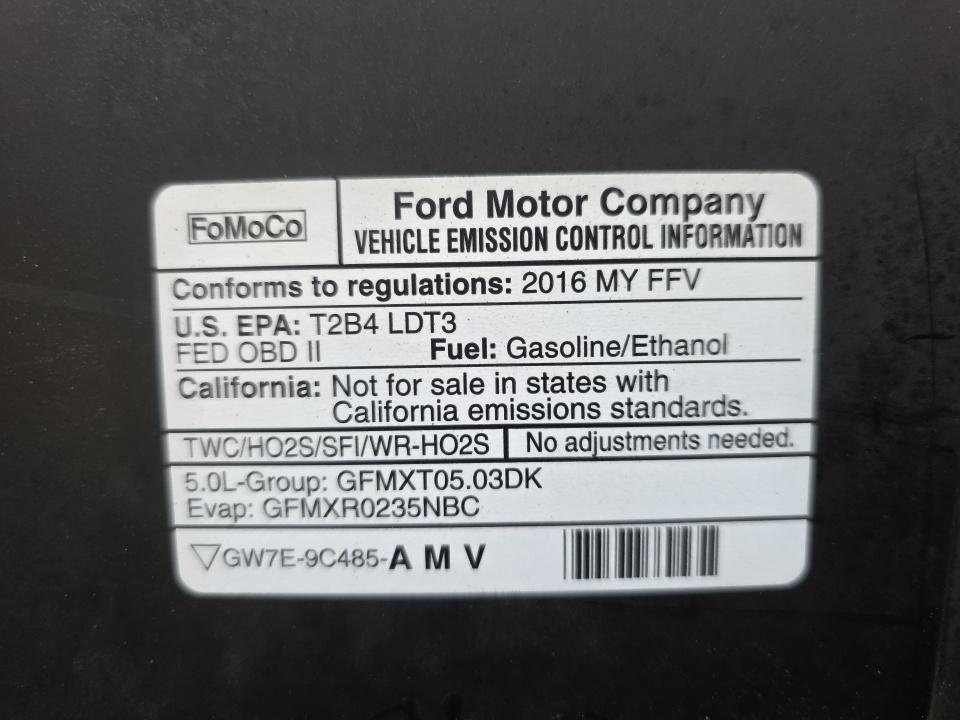 FoMoCo
Ford Motor Company
VEHICLE EMISSION CONTROL INFORMATION
Conforms to regulations: 2016 MY FFV
U.S. EPA: T2B4 LDT3
FED OBD II Fuel: Gasoline/Ethanol
California: Not for sale in states with
California emissions standards.
TWC/HO2S/SFI/WR-HO2S No adjustments needed.
5.0L-Group: GFMXT05.03DK
Evap: GFMXR0235NBC
GW7E-9C485-A M V